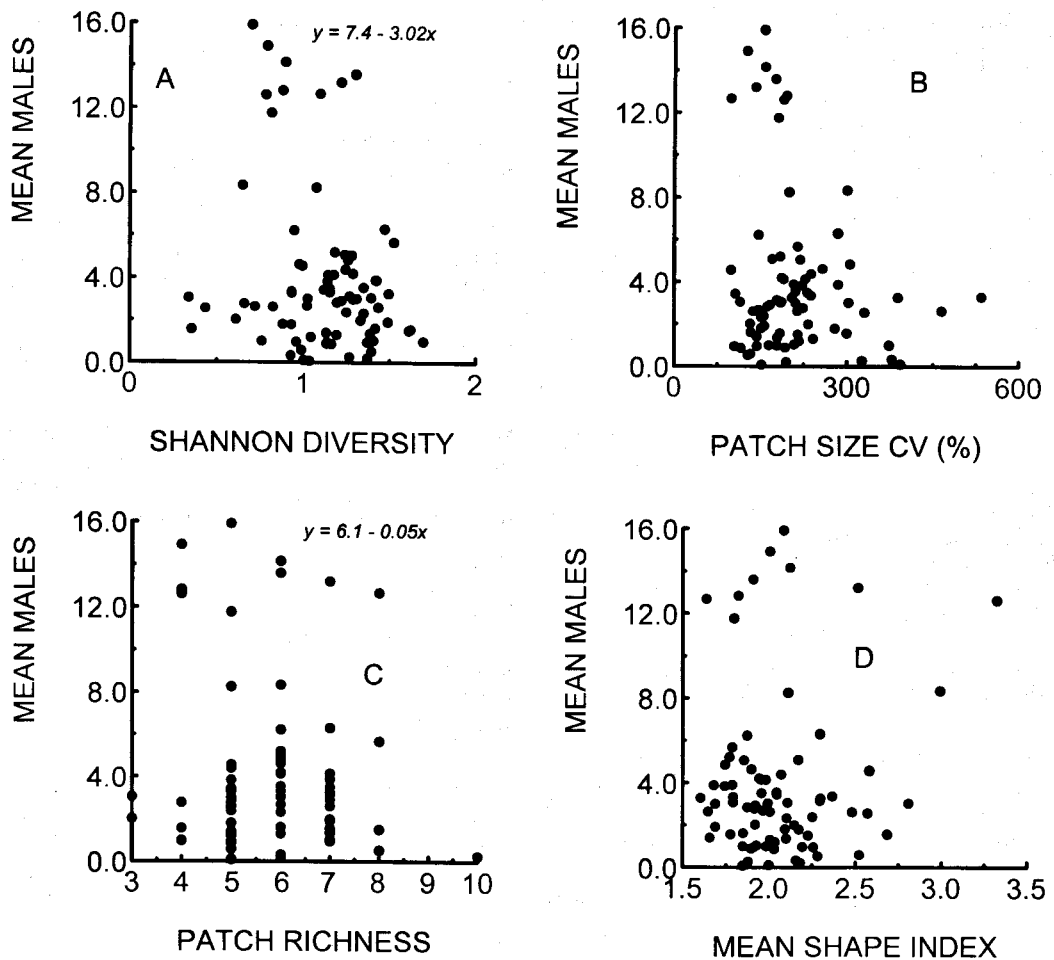 MEAN MALES
16.0
12.0
8.0
4.0
0.0
A
y = 7.4 - 3.02x
0 1 2
SHANNON DIVERSITY
MEAN MALES
16.0
12.0
8.0
4.0
0.0
B
0 300 600
PATCH SIZE CV (%)
MEAN MALES
16.0
12.0
8.0
4.0
0.0
y = 6.1 - 0.05x
C
3 4 5 6 7 8 9 10
PATCH RICHNESS
MEAN MALES
16.0
12.0
8.0
4.0
0.0
D
1.5 2.0 2.5 3.0 3.5
MEAN SHAPE INDEX